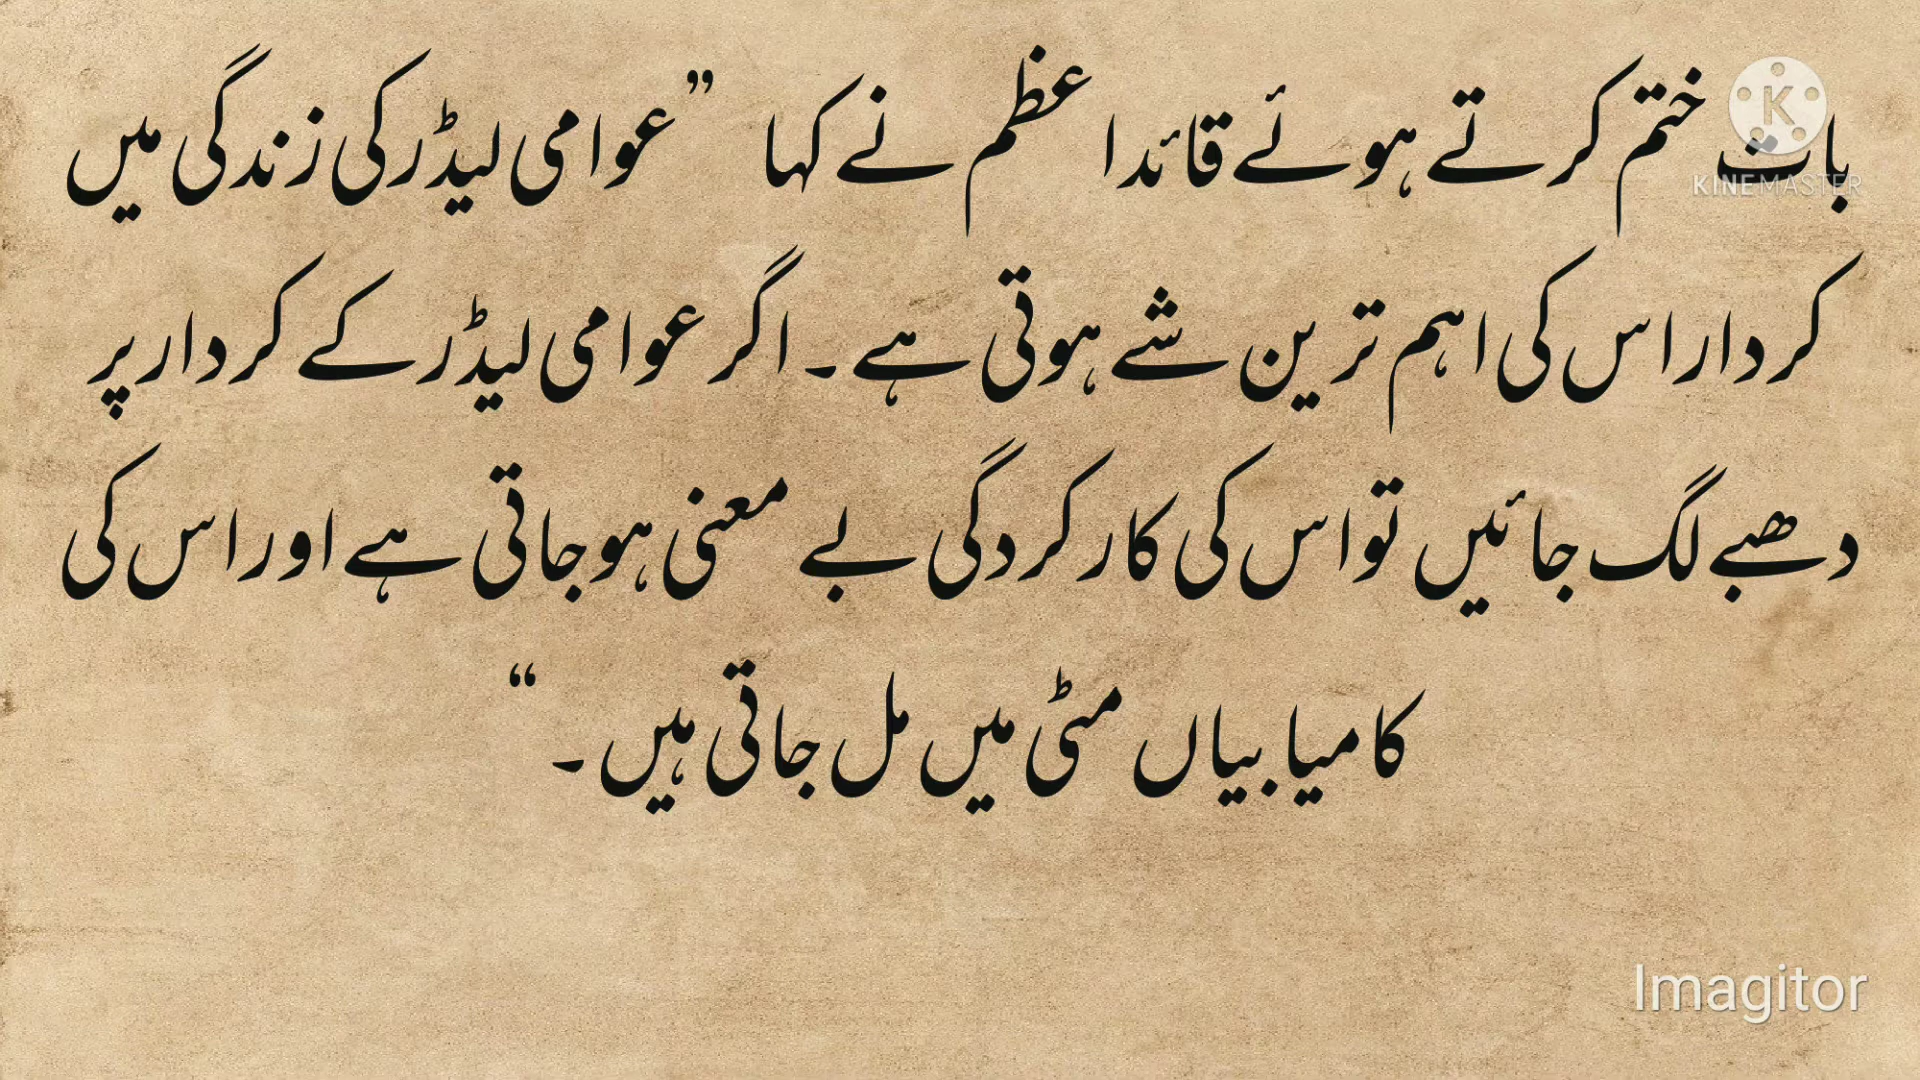 بات ختم کرتے ہوئے قائداعظم نے کہا ”عوامی لیڈر کی زندگی میں
کردار اس کی اہم ترین شے ہوتی ہے۔ اگر عوامی لیڈر کے کردار پر
دھبے لگ جائیں تو اس کی کارکردگی بے معنی ہو جاتی ہے اور اس کی
کامیابیاں مٹی میں مل جاتی ہیں۔“
K
KINEMASTER
Imagitor